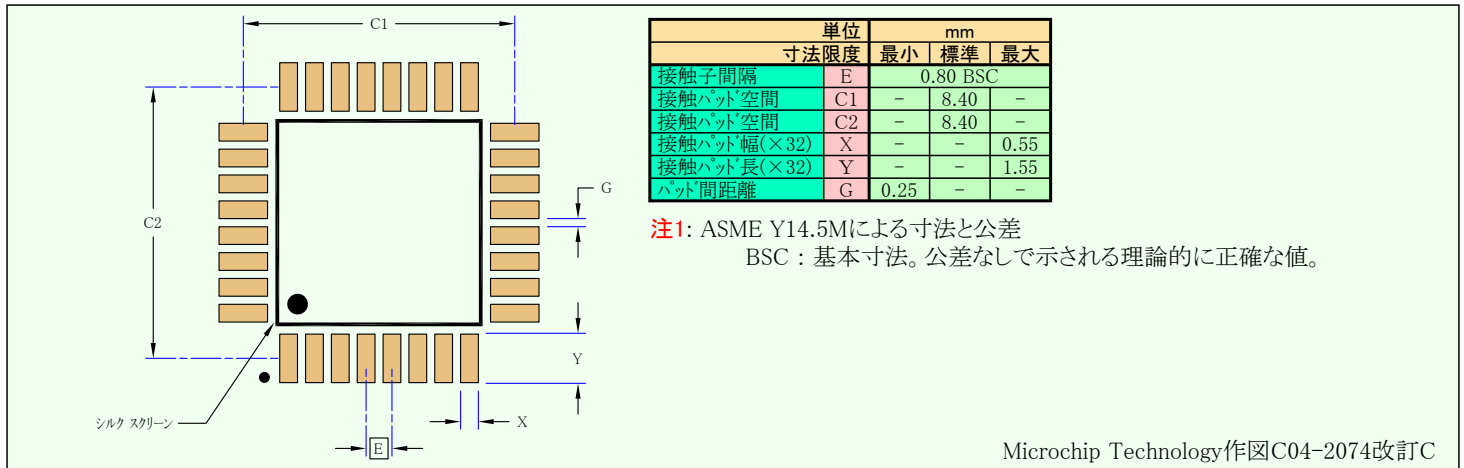 C1
C2
G
Y
X
E
シルク スクリーン
単位 mm
寸法限度 最小 標準 最大
接触子間隔 E 0.80 BSC
接触パッド空間 C1 - 8.40 -
接触パッド空間 C2 - 8.40 -
接触パッド幅(×32) X - - 0.55
接触パッド長(×32) Y - - 1.55
パッド間距離 G 0.25 - -
注1: ASME Y14.5Mによる寸法と公差
BSC : 基本寸法。公差なしで示される理論的に正確な値。
Microchip Technology作図C04-2074改訂C